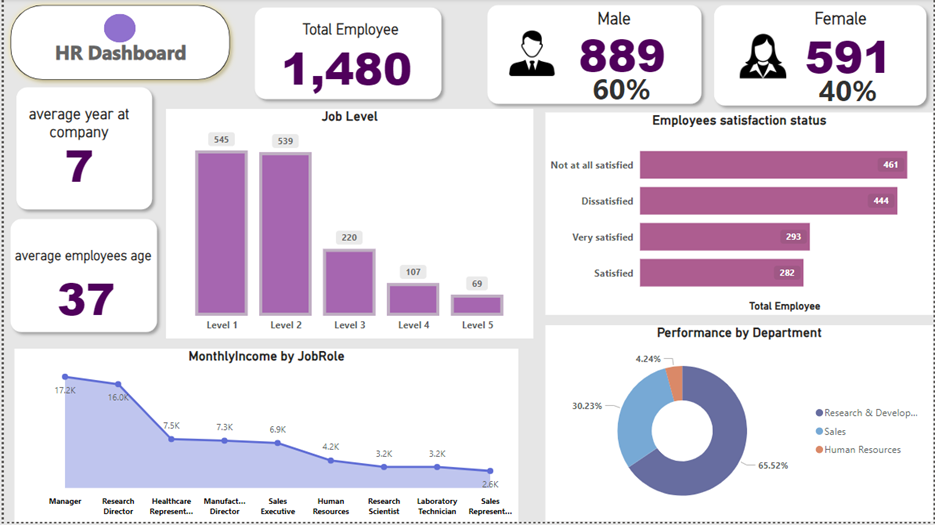 HR Dashboard
Total Employee
1,480
Male
889
60%
Female
591
40%
average year at
company
7
average employees age
37
Job Level
545
539
220
107
69
Level 1
Level 2
Level 3
Level 4
Level 5
Employees satisfaction status
Not at all satisfied
461
Dissatisfied
444
Very satisfied
293
Satisfied
282
Total Employee
MonthlyIncome by JobRole
17.2K
16.0K
7.5K
7.3K
6.9K
4.2K
3.2K
3.2K
2.6K
Manager
Research
Director
Healthcare
Represent...
Manufact...
Director
Sales
Executive
Human
Resources
Research
Scientist
Laboratory
Technician
Sales
Represent...
Performance by Department
4.24%
30.23%
65.52%
Research & Develop...
Sales
Human Resources